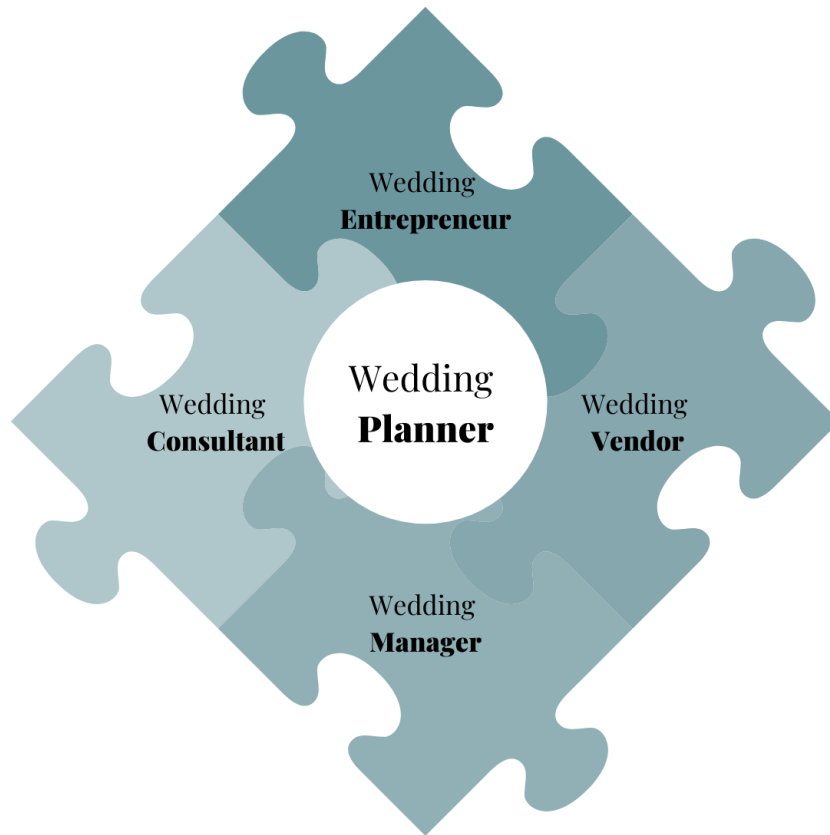 Wedding
Entrepreneur
Wedding
Planner
Wedding
Consultant
Wedding
Vendor
Wedding
Manager